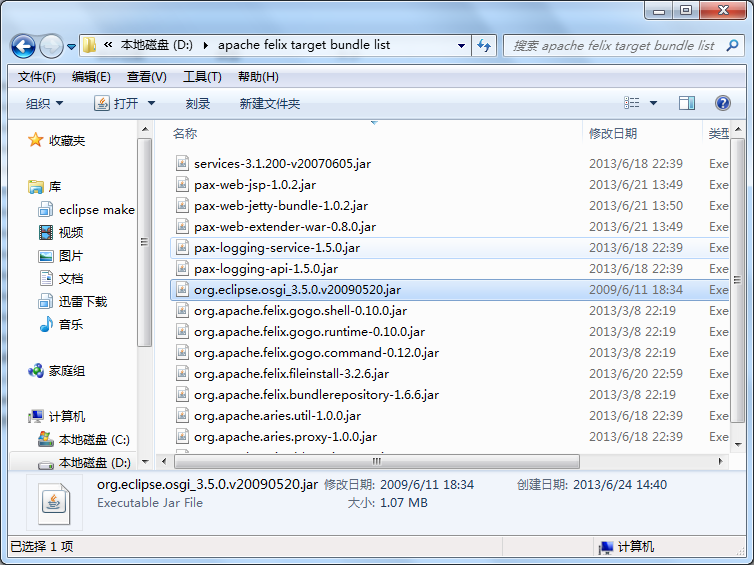 « 本地磁盘 (D:) ▸ apache felix target bundle list
搜索 apache felix target bundle list
文件(F) 编辑(E) 查看(V) 工具(T) 帮助(H)
组织 打开 刻录 新建文件夹
名称 修改日期 类型
收藏夹
库
eclipse make
视频
图片
文档
迅雷下载
音乐
家庭组
计算机
本地磁盘 (C:)
本地磁盘 (D:)
services-3.1.200-v20070605.jar 2013/6/18 22:39 Exe
pax-web-jsp-1.0.2.jar 2013/6/21 13:49 Exe
pax-web-jetty-bundle-1.0.2.jar 2013/6/21 13:50 Exe
pax-web-extender-war-0.8.0.jar 2013/6/21 13:49 Exe
pax-logging-service-1.5.0.jar 2013/6/18 22:39 Exe
pax-logging-api-1.5.0.jar 2013/6/18 22:39 Exe
org.eclipse.osgi_3.5.0.v20090520.jar 2009/6/11 18:34 Exe
org.apache.felix.gogo.shell-0.10.0.jar 2013/3/8 22:19 Exe
org.apache.felix.gogo.runtime-0.10.0.jar 2013/3/8 22:19 Exe
org.apache.felix.gogo.command-0.12.0.jar 2013/3/8 22:19 Exe
org.apache.felix.fileinstall-3.2.6.jar 2013/6/20 22:59 Exe
org.apache.felix.bundlerepository-1.6.6.jar 2013/3/8 22:19 Exe
org.apache.aries.util-1.0.0.jar 2013/6/18 22:39 Exe
org.apache.aries.proxy-1.0.0.jar 2013/6/18 22:39 Exe
org.eclipse.osgi_3.5.0.v20090520.jar 修改日期: 2009/6/11 18:34 创建日期: 2013/6/24 14:40
Executable Jar File 大小: 1.07 MB
已选择 1 项 计算机